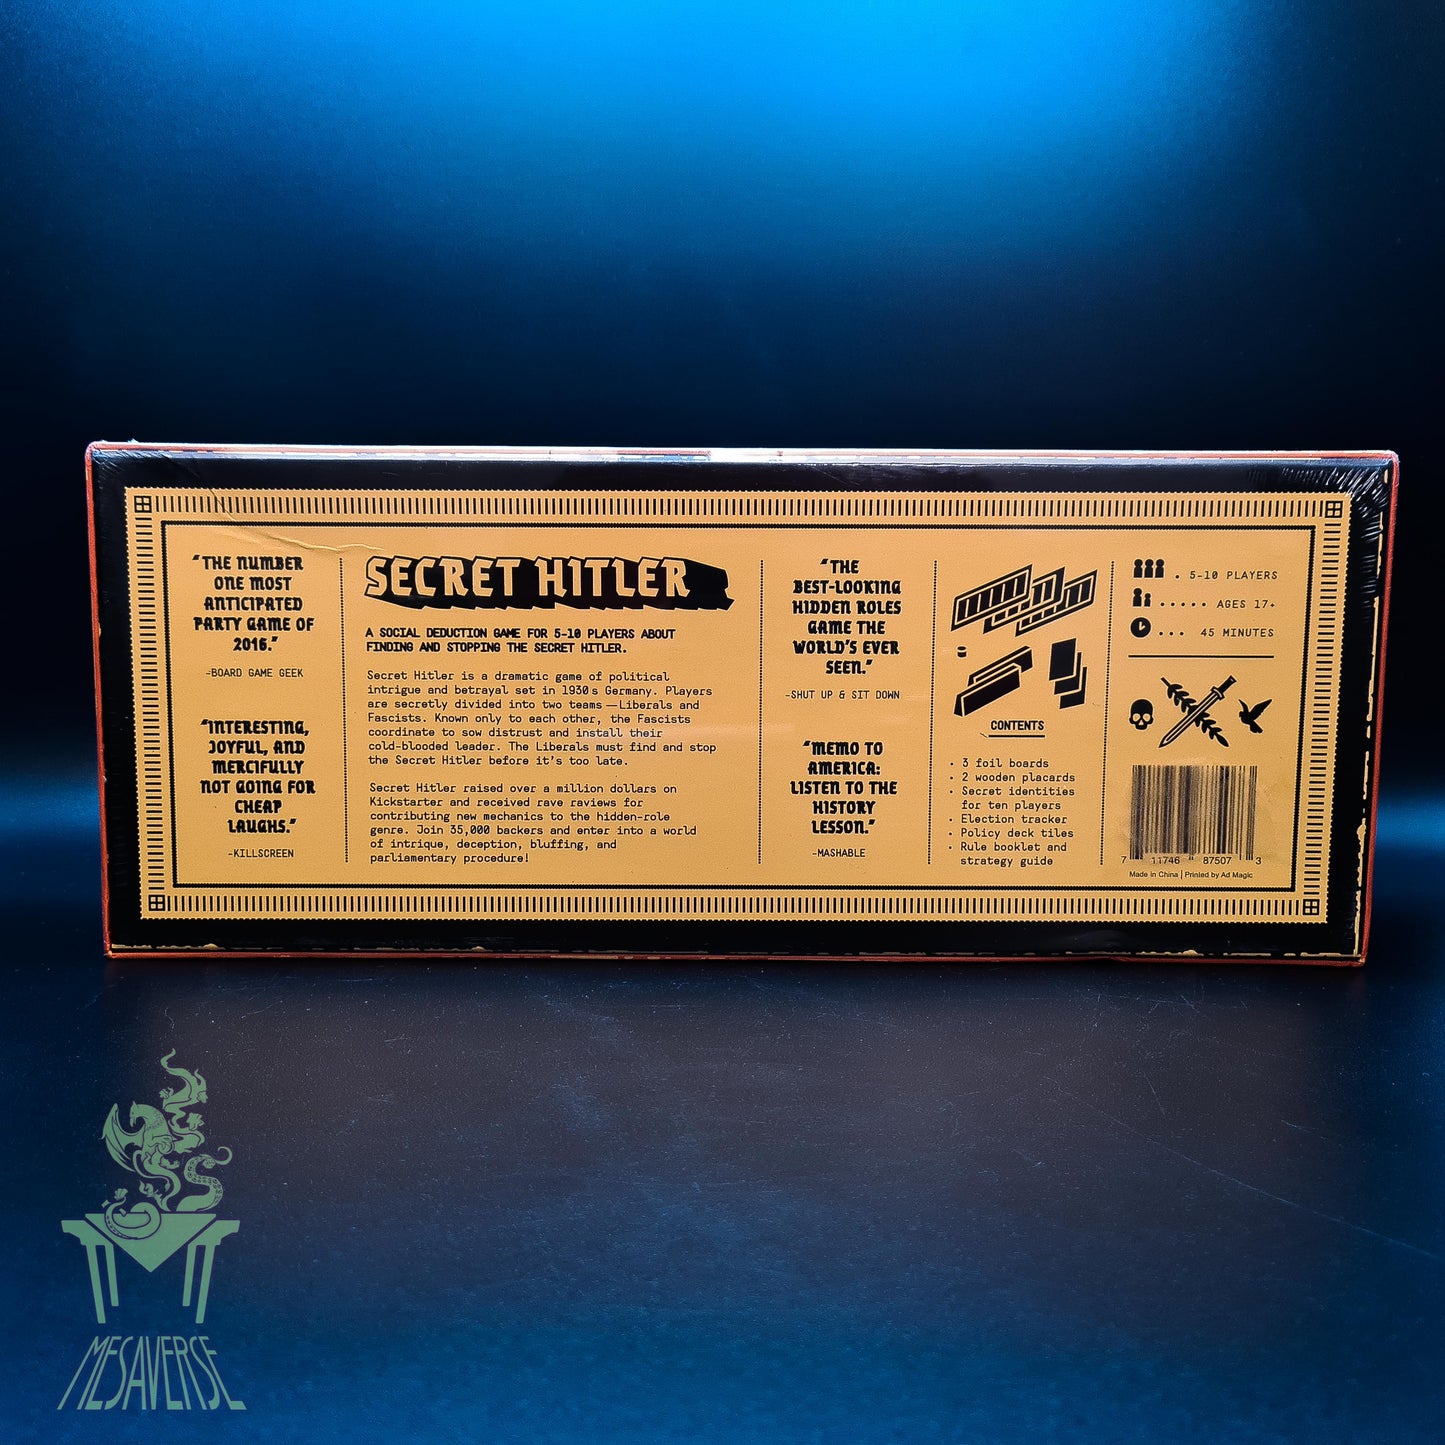 “THE NUMBER
ONE MOST
ANTICIPATED
PARTY GAME OF
2016.”
-BOARD GAME GEEK
“INTERESTING,
JOYFUL, AND
MERCIFULLY
NOT GOING FOR
CHEAP
LAUGHS.”
-KILLSCREEN
SECRET HITLER
A SOCIAL DEDUCTION GAME FOR 5-10 PLAYERS ABOUT
FINDING AND STOPPING THE SECRET HITLER.
Secret Hitler is a dramatic game of political
intrigue and betrayal set in 1930s Germany. Players
are secretly divided into two teams—Liberals and
Fascists. Known only to each other, the Fascists
coordinate to sow distrust and install their
cold-blooded leader. The Liberals must find and stop
the Secret Hitler before it's too late.
Secret Hitler raised over a million dollars on
Kickstarter and received rave reviews for
contributing new mechanics to the hidden-role
genre. Join 35,000 backers and enter into a world
of intrique, deception, bluffing, and
parliamentary procedure!
“THE
BEST-LOOKING
HIDDEN ROLES
GAME THE
WORLD'S EVER
SEEN.”
-SHUT UP & SIT DOWN
“MEMO TO
AMERICA:
LISTEN TO THE
HISTORY
LESSON.”
-MASHABLE
CONTENTS
• 3 foil boards
• 2 wooden placards
• Secret identities
for ten players
• Election tracker
• Policy deck tiles
• Rule booklet and
strategy guide
. 5-10 PLAYERS
..... AGES 17+
... 45 MINUTES
7 11746 87507 3
Made in China | Printed by Ad Magic
MESAVERSE